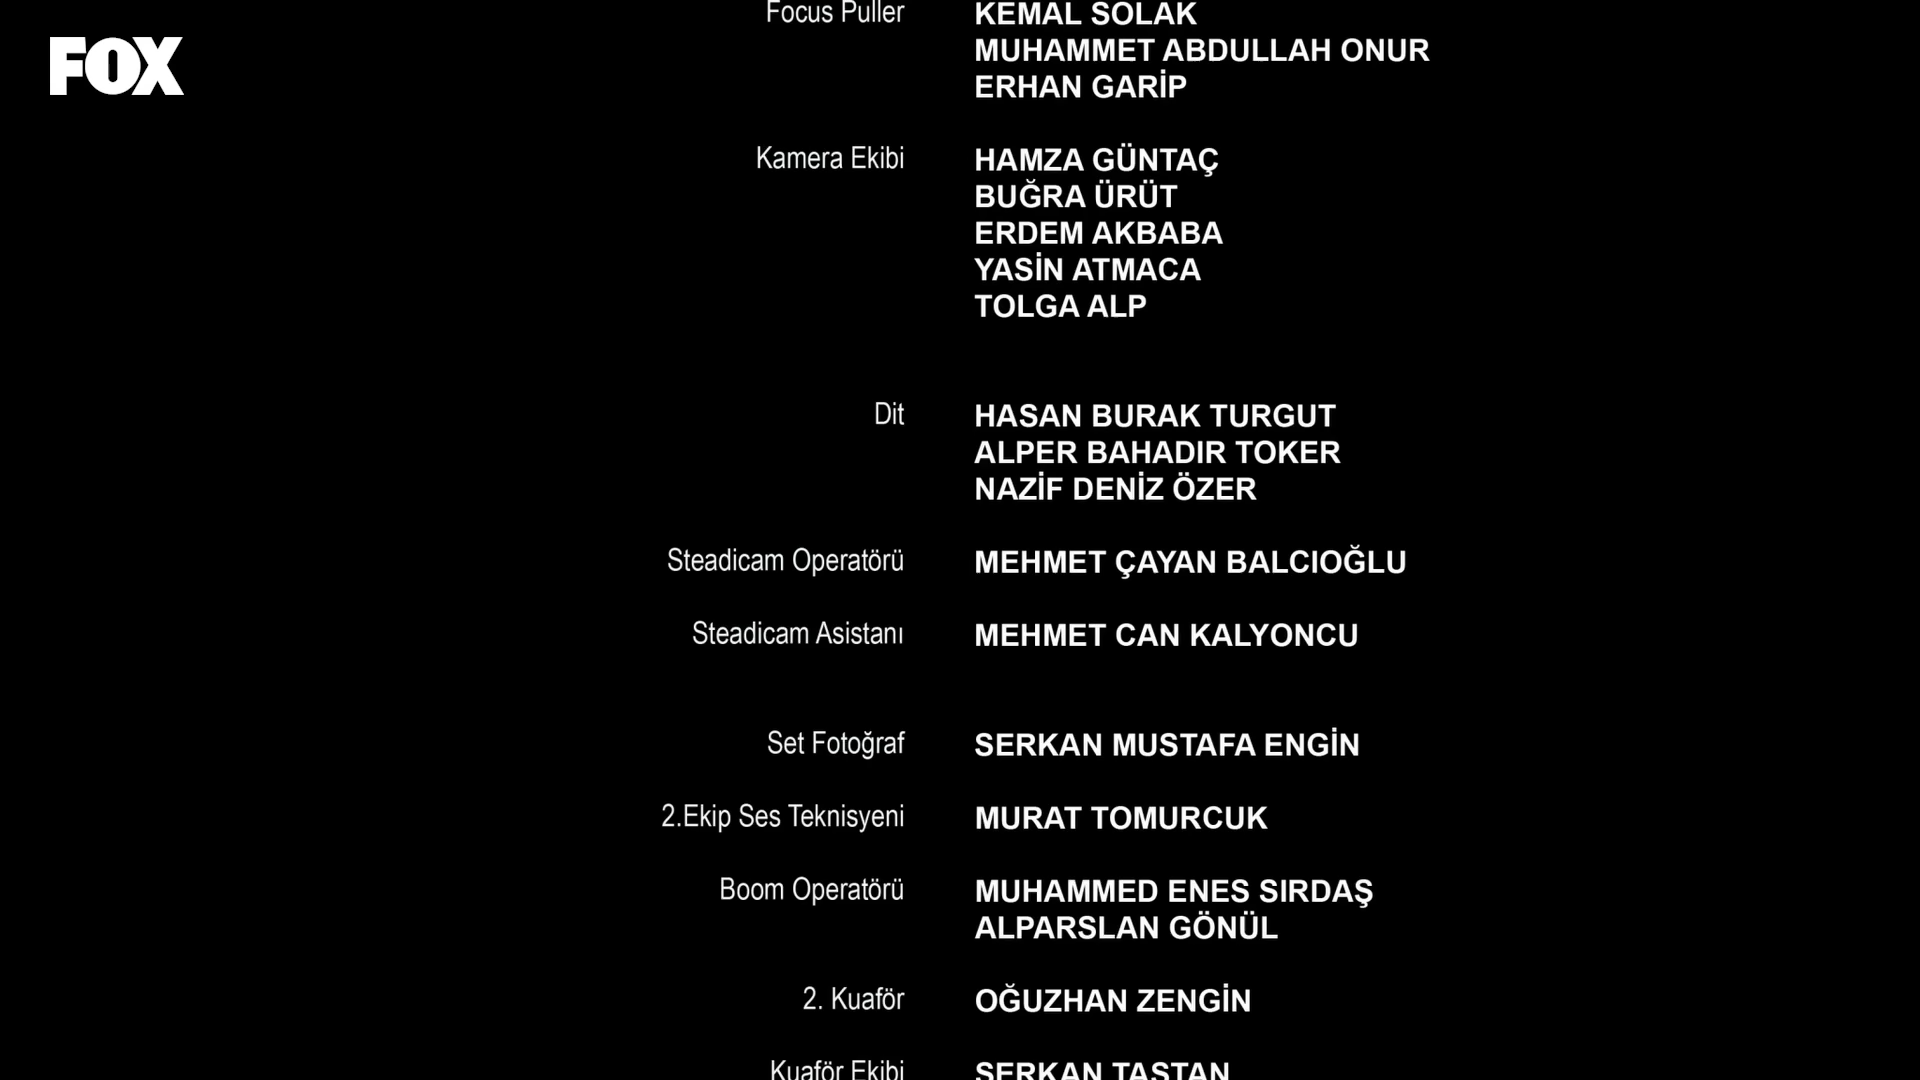 FOX
Focus Puller KEMAL SOLAK
MUHAMMET ABDULLAH ONUR
ERHAN GARİP
Kamera Ekibi HAMZA GÜNTAÇ
BUĞRA ÜRÜT
ERDEM AKBABA
YASİN ATMACA
TOLGA ALP
Dit HASAN BURAK TURGUT
ALPER BAHADIR TOKER
NAZİF DENİZ ÖZER
Steadicam Operatörü MEHMET ÇAYAN BALCIOĞLU
Steadicam Asistanı MEHMET CAN KALYONCU
Set Fotoğraf SERKAN MUSTAFA ENGİN
2.Ekip Ses Teknisyeni MURAT TOMURCUK
Boom Operatörü MUHAMMED ENES SIRDAŞ
ALPARSLAN GÖNÜL
2. Kuaför OĞUZHAN ZENGİN
Kuaför Ekibi SERKAN